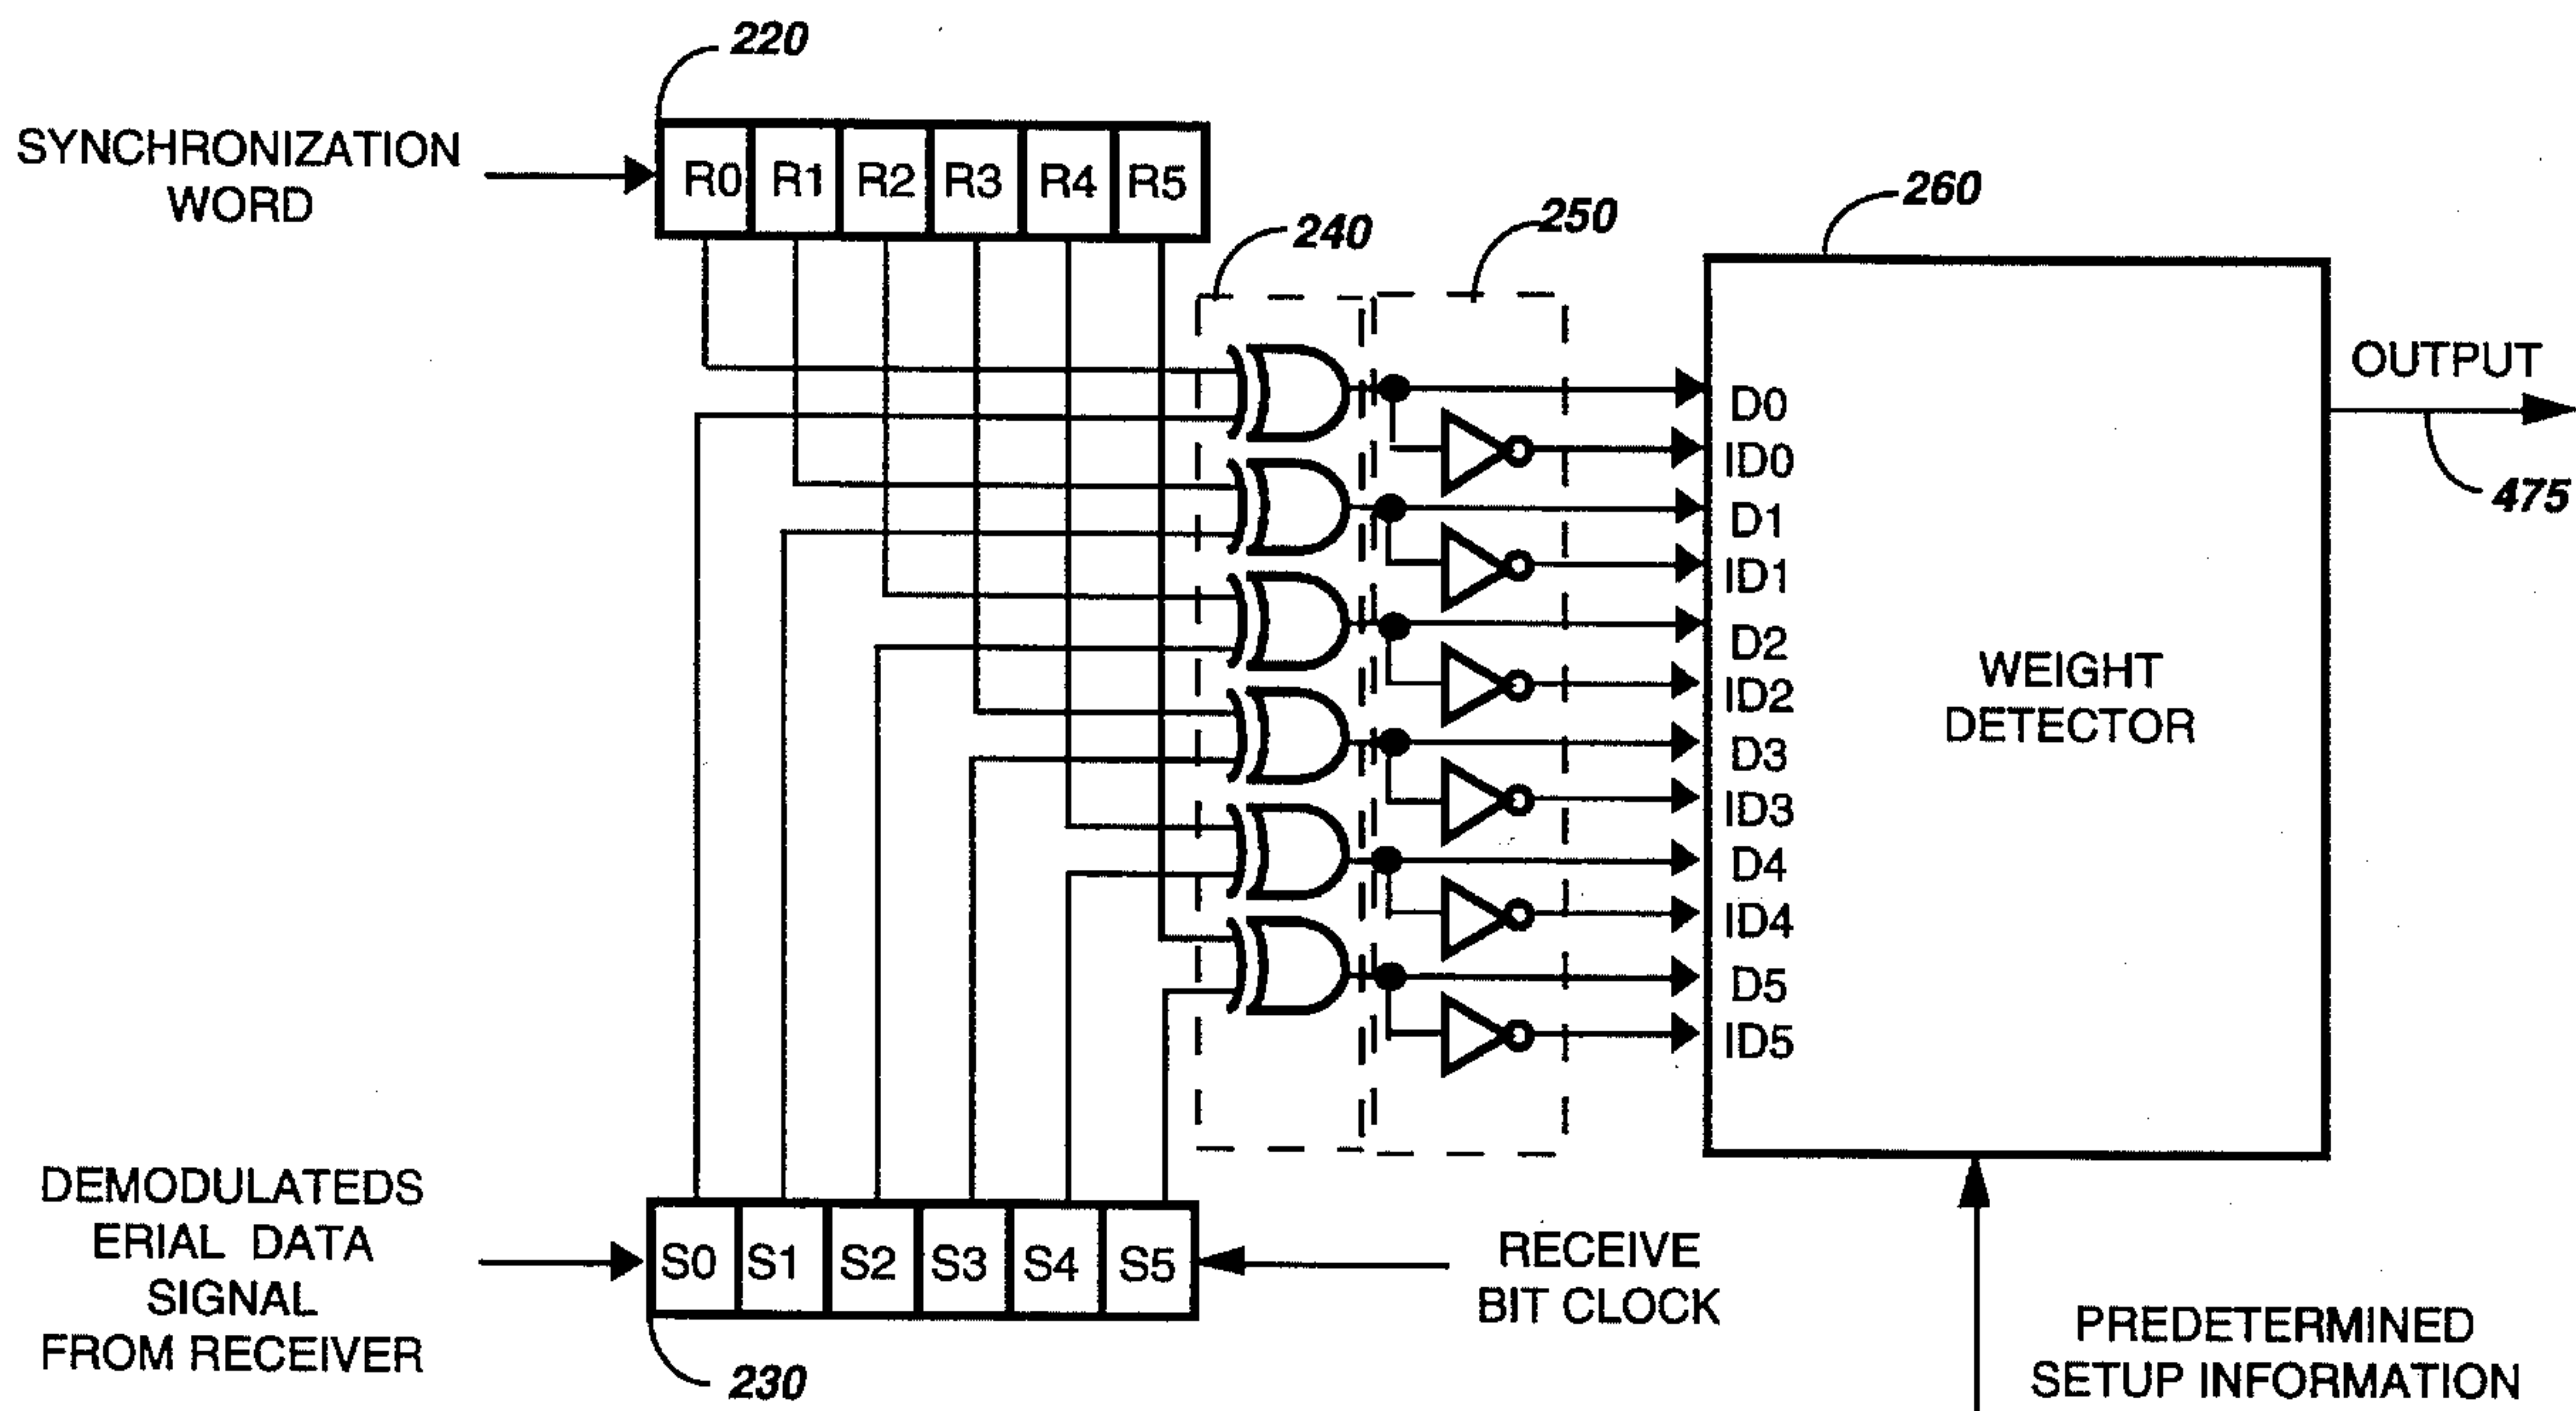 220
SYNCHRONIZATION
WORD
R0 R1 R2 R3 R4 R5
240
250
260
OUTPUT
475
D0
ID0
D1
ID1
D2
ID2
D3
ID3
D4
ID4
D5
ID5
WEIGHT
DETECTOR
DEMODULATEDS
ERIAL DATA
SIGNAL
FROM RECEIVER
S0 S1 S2 S3 S4 S5
230
RECEIVE
BIT CLOCK
PREDETERMINED
SETUP INFORMATION